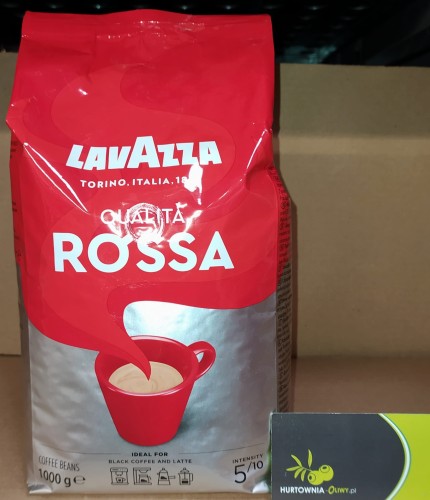 LAVAZZA
TORINO, ITALIA, 18
QUALITÀ
ROSSA
IDEAL FOR
BLACK COFFEE AND LATTE
COFFEE BEANS
1000 g e
INTENSITY
5/10
HURTOWNIA-OLIWY.pl